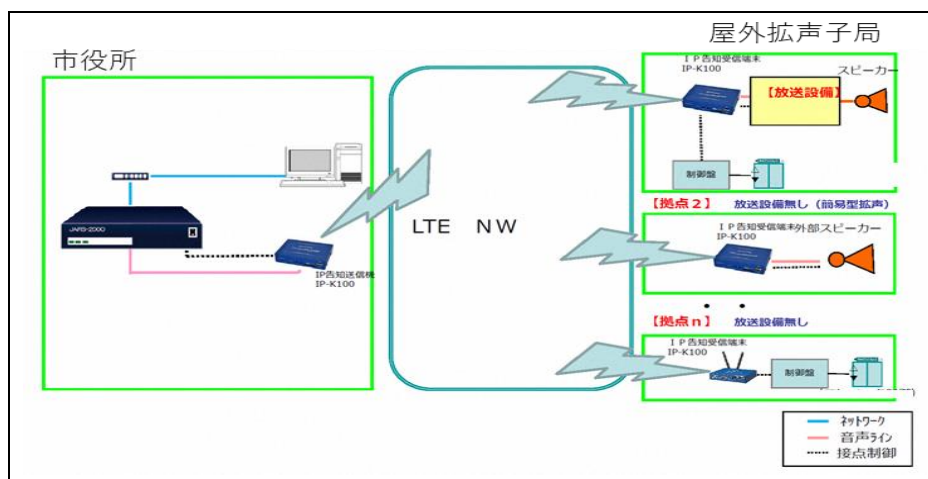 市役所
JARS-2000
IP告知送信機
IP-K100
LTE NW
屋外拡声子局
IP告知受信端末
IP-K100
スピーカー
【放送設備】
制御盤
【拠点2】 放送設備無し(簡易型拡声)
IP告知受信端末外部スピーカー
IP-K100
・ ・
【拠点n】 放送設備無し
IP告知受信端末
IP-K100
制御盤
ネットワーク
音声ライン
接点制御